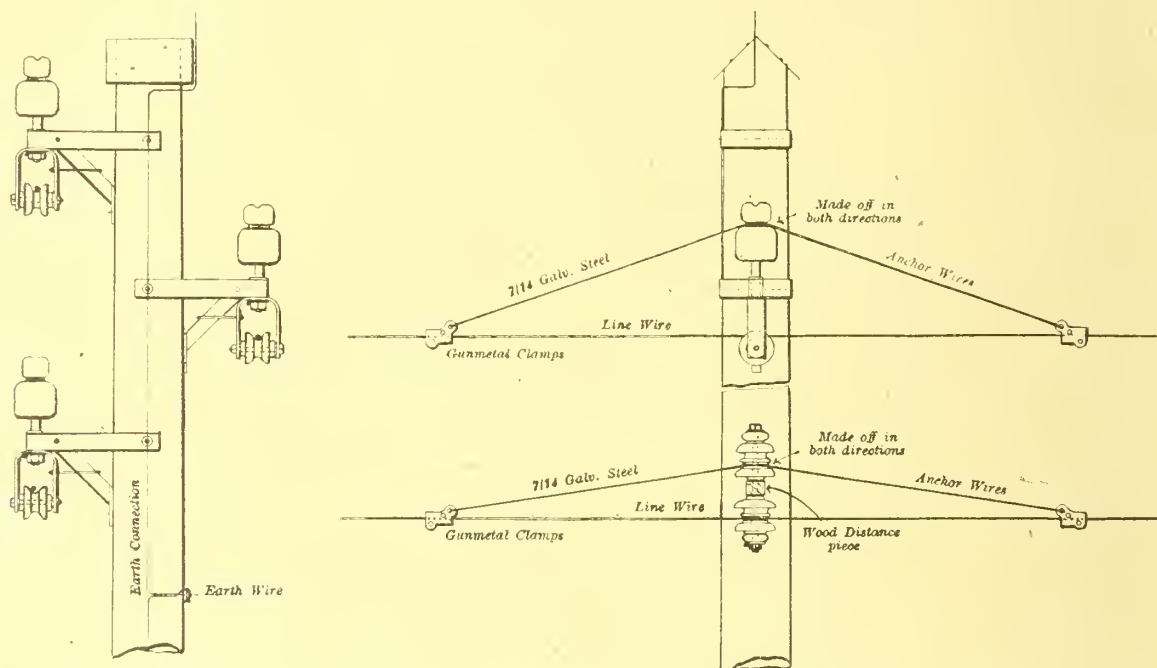 Earth Connection
Earth Wire
Made off in
both directions
7/14 Galv. Steel
Anchor Wires
Line Wire
Gunmetal Clamps
Made off in
both directions
7/14 Galv. Steel
Anchor Wires
Line Wire
Gunmetal Clamps
Wood Distance
piece